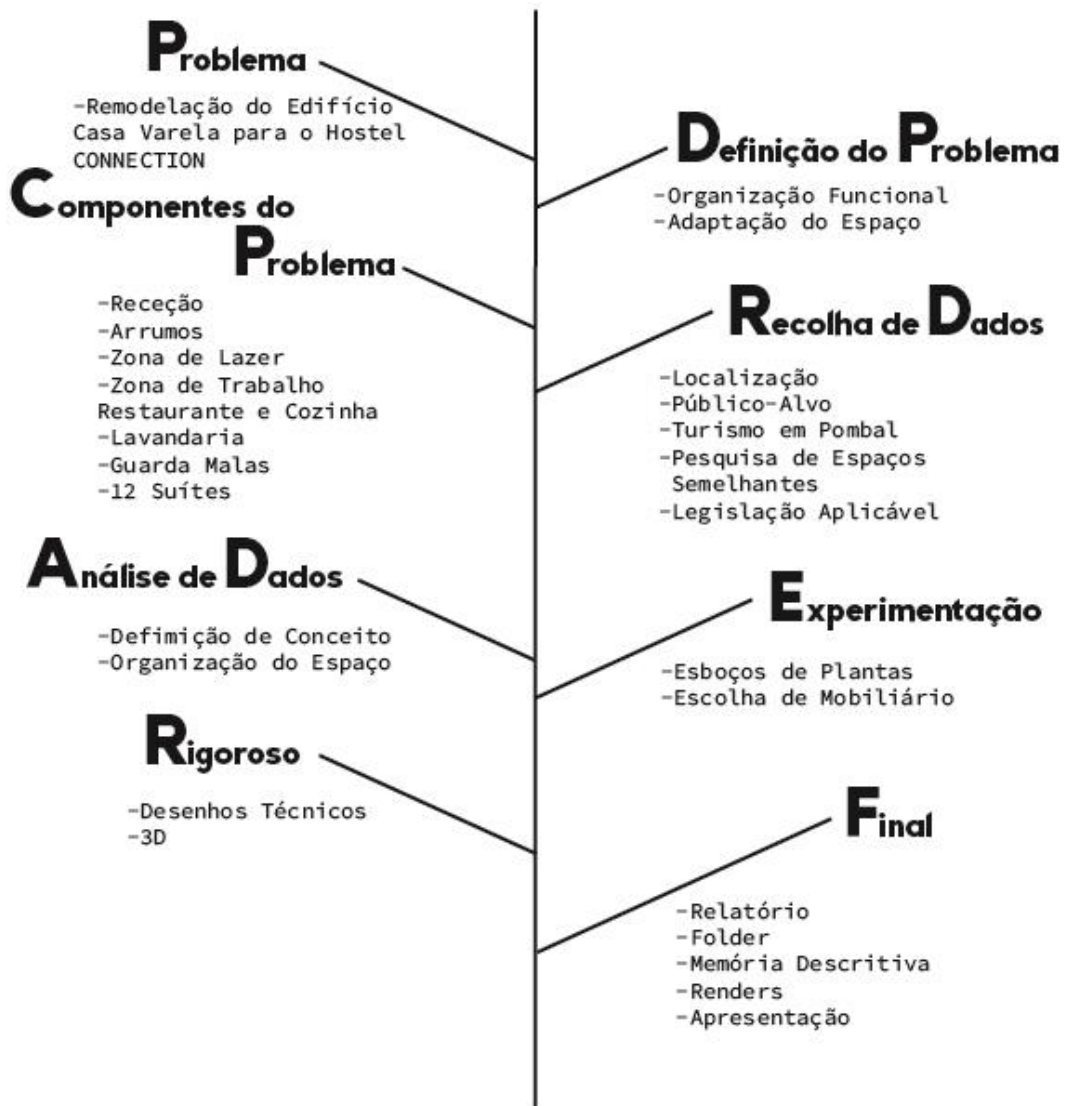 Problema
-Remodelação do Edifício
Casa Varela para o Hostel
CONNECTION
Definição do Problema
-Organização Funcional
-Adaptação do Espaço
Componentes do
Problema
-Receção
-Arrumos
-Zona de Lazer
-Zona de Trabalho
Restaurante e Cozinha
-Lavandaria
-Guarda Malas
-12 Suítes
Recolha de Dados
-Localização
-Público-Alvo
-Turismo em Pombal
-Pesquisa de Espaços
Semelhantes
-Legislação Aplicável
Análise de Dados
-Defimição de Conceito
-Organização do Espaço
Experimentação
-Esboços de Plantas
-Escolha de Mobiliário
Rigoroso
-Desenhos Técnicos
-3D
Final
-Relatório
-Folder
-Memória Descritiva
-Renders
-Apresentação